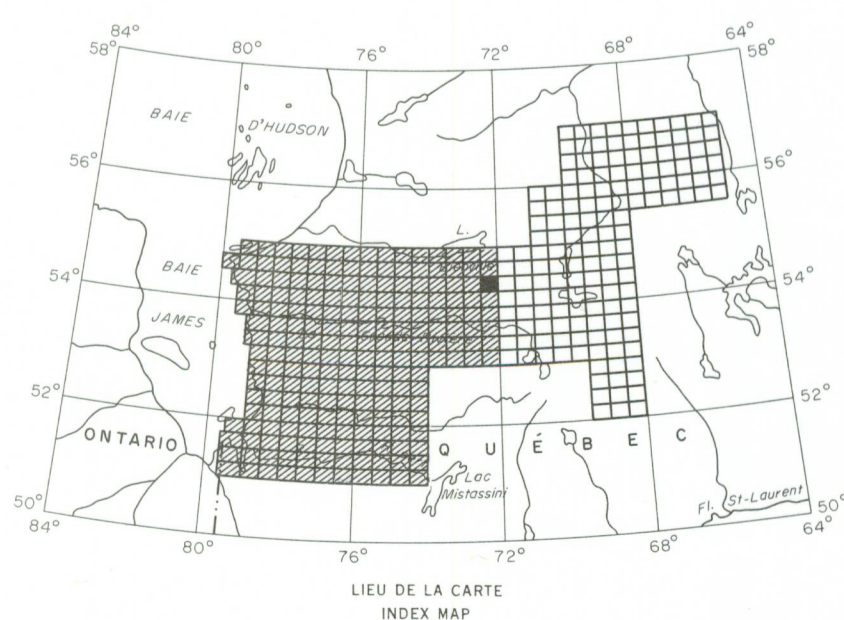 84° 80° 76° 72° 68° 64°
58° 58°
BAIE
D'HUDSON
56° 56°
L.
BAIE
54° 54°
JAMES
52° 52°
ONTARIO QUÉBEC
Lac
Mistassini
Fl. St-Laurent
50° 50°
84° 80° 76° 72° 68° 64°
LIEU DE LA CARTE
INDEX MAP